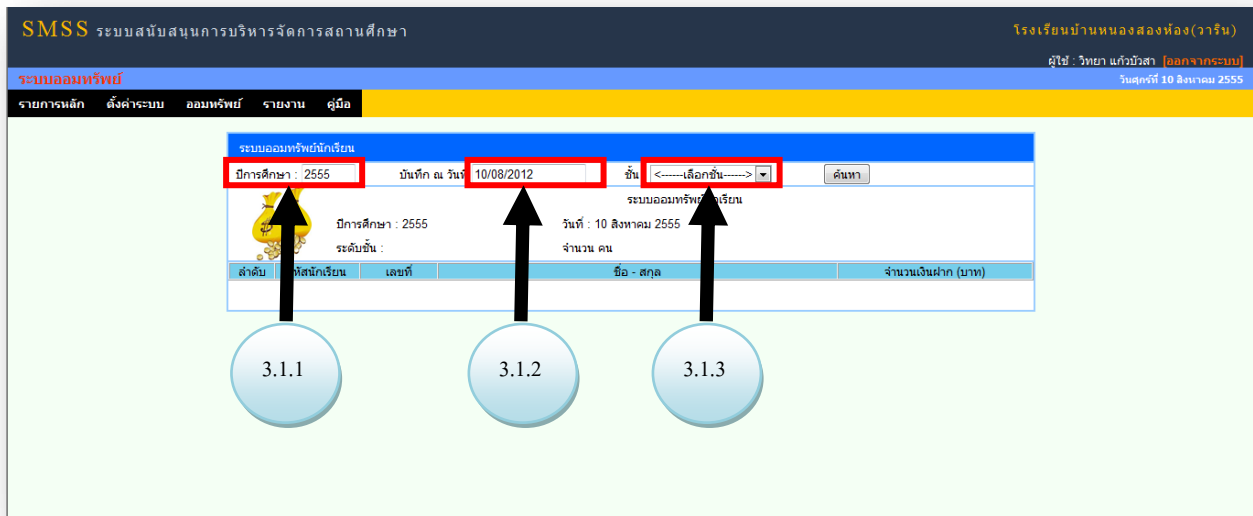 SMSS ระบบสนับสนุนการบริหารจัดการสถานศึกษา โรงเรียนบ้านหนองสองห้อง(วาริน)
ผู้ใช้ : วิทยา แก้วบัวสา [ออกจากระบบ]
ระบบออมทรัพย์ วันศุกร์ที่ 10 สิงหาคม 2555
รายการหลัก ตั้งค่าระบบ ออมทรัพย์ รายงาน คู่มือ
ระบบออมทรัพย์นักเรียน
ปีการศึกษา : 2555 บันทึก ณ วันที่ 10/08/2012 ชั้น <------เลือกชั้น------> ค้นหา
ระบบออมทรัพย์นักเรียน
ปีการศึกษา : 2555 วันที่ : 10 สิงหาคม 2555
ระดับชั้น : จำนวน คน
ลำดับ รหัสนักเรียน เลขที่ ชื่อ - สกุล จำนวนเงินฝาก (บาท)
3.1.1 3.1.2 3.1.3